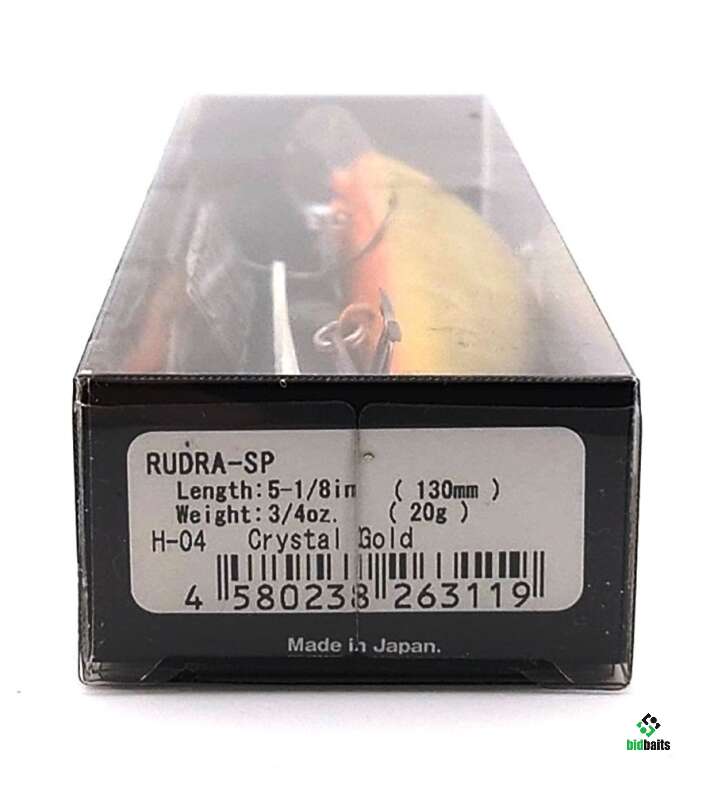 RUDRA-SP
Length:5-1/8in ( 130mm )
Weight:3/4oz. ( 20g )
H-04 Crystal Gold
4 580238 263119
Made in Japan.
bidbaits